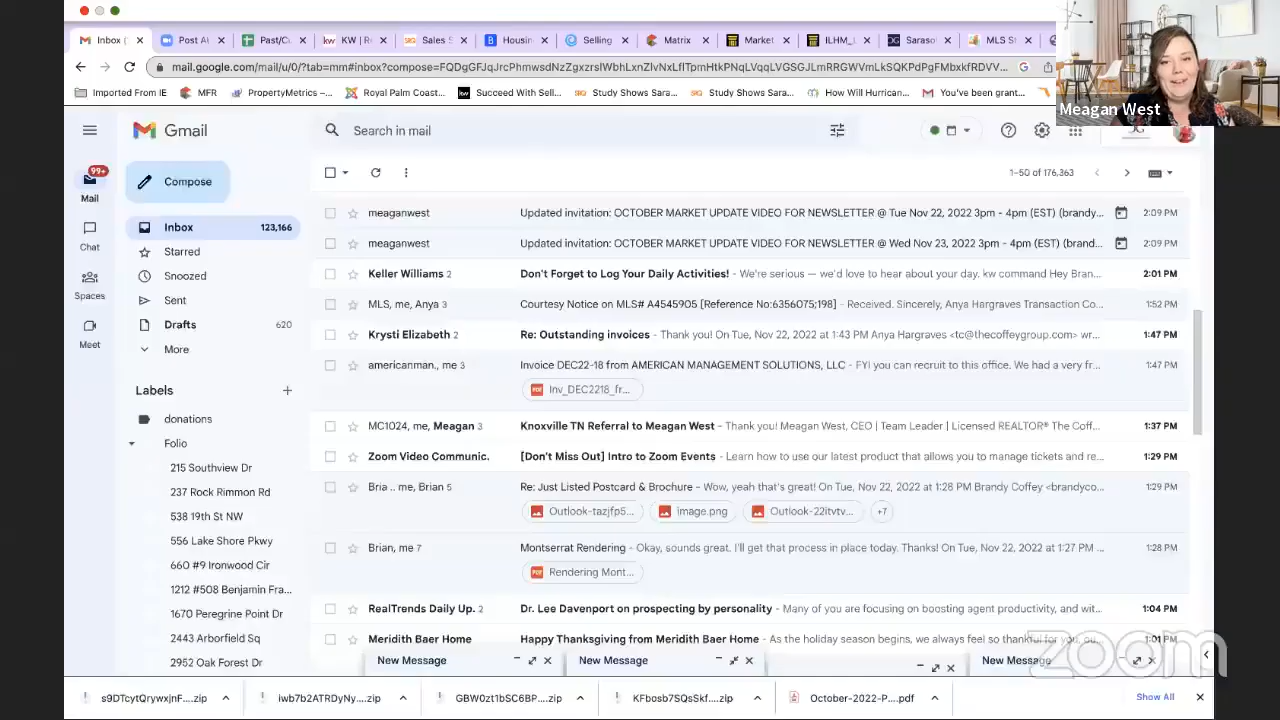 Inbox (
Post A
Past/C
KW | K
Sales S
Housin
Selling
Matrix
Market
ILHM_
Saraso
MLS St
mail.google.com/mail/u/0/?tab=mm#inbox?compose=
Imported From IE
MFR
PropertyMetrics –...
Royal Palm Coast...
Succeed With Sell...
Study Shows Sara...
Study Shows Sara...
How Will Hurrican...
You've been grant...
Meagan West
Gmail
Search in mail
99+
Mail
Compose
1–50 of 176,363
Inbox 123,166
Chat
Starred
Snoozed
Spaces
Sent
Drafts 620
Meet
More
Labels
donations
Folio
215 Southview Dr
237 Rock Rimmon Rd
538 19th St NW
556 Lake Shore Pkwy
660 #9 Ironwood Cir
1212 #508 Benjamin Fra...
1670 Peregrine Point Dr
2443 Arborfield Sq
2952 Oak Forest Dr
meaganwest Updated invitation: OCTOBER MARKET UPDATE VIDEO FOR NEWSLETTER @ Tue Nov 22, 2022 3pm - 4pm (EST) (brandy... 2:09 PM
meaganwest Updated invitation: OCTOBER MARKET UPDATE VIDEO FOR NEWSLETTER @ Wed Nov 23, 2022 3pm - 4pm (EST) (brand... 2:09 PM
Keller Williams 2 Don't Forget to Log Your Daily Activities! - We're serious — we'd love to hear about your day. kw command Hey Bran... 2:01 PM
MLS, me, Anya 3 Courtesy Notice on MLS# A4545905 [Reference No:6356075;198] - Received. Sincerely, Anya Hargraves Transaction Co... 1:52 PM
Krysti Elizabeth 2 Re: Outstanding invoices - Thank you! On Tue, Nov 22, 2022 at 1:43 PM Anya Hargraves <tc@thecoffeygroup.com> wr... 1:47 PM
americanman., me 3 Invoice DEC22-18 from AMERICAN MANAGEMENT SOLUTIONS, LLC - FYI you can recruit to this office. We had a very fr... 1:47 PM
PDF Inv_DEC2218_fr...
MC1024, me, Meagan 3 Knoxville TN Referral to Meagan West - Thank you! Meagan West, CEO | Team Leader | Licensed REALTOR® The Coff... 1:37 PM
Zoom Video Communic. [Don't Miss Out] Intro to Zoom Events - Learn how to use our latest product that allows you to manage tickets and re... 1:29 PM
Bria .. me, Brian 5 Re: Just Listed Postcard & Brochure - Wow, yeah that's great! On Tue, Nov 22, 2022 at 1:28 PM Brandy Coffey <brandyco... 1:29 PM
Outlook-tazjfp5... image.png Outlook-22itvtv... +7
Brian, me 7 Montserrat Rendering - Okay, sounds great. I'll get that process in place today. Thanks! On Tue, Nov 22, 2022 at 1:27 PM ... 1:28 PM
PDF Rendering Mont...
RealTrends Daily Up. 2 Dr. Lee Davenport on prospecting by personality - Many of you are focusing on boosting agent productivity, and wit... 1:04 PM
Meridith Baer Home Happy Thanksgiving from Meridith Baer Home - As the holiday season begins, we always feel so thankful for you, ou... 1:01 PM
New Message
New Message
New Message
zoom
s9DTcytQrywxjnF....zip
iwb7b2ATRDyNy....zip
GBW0zt1bSC6BP....zip
KFbosb7SQsSkf....zip
October-2022-P....pdf
Show All